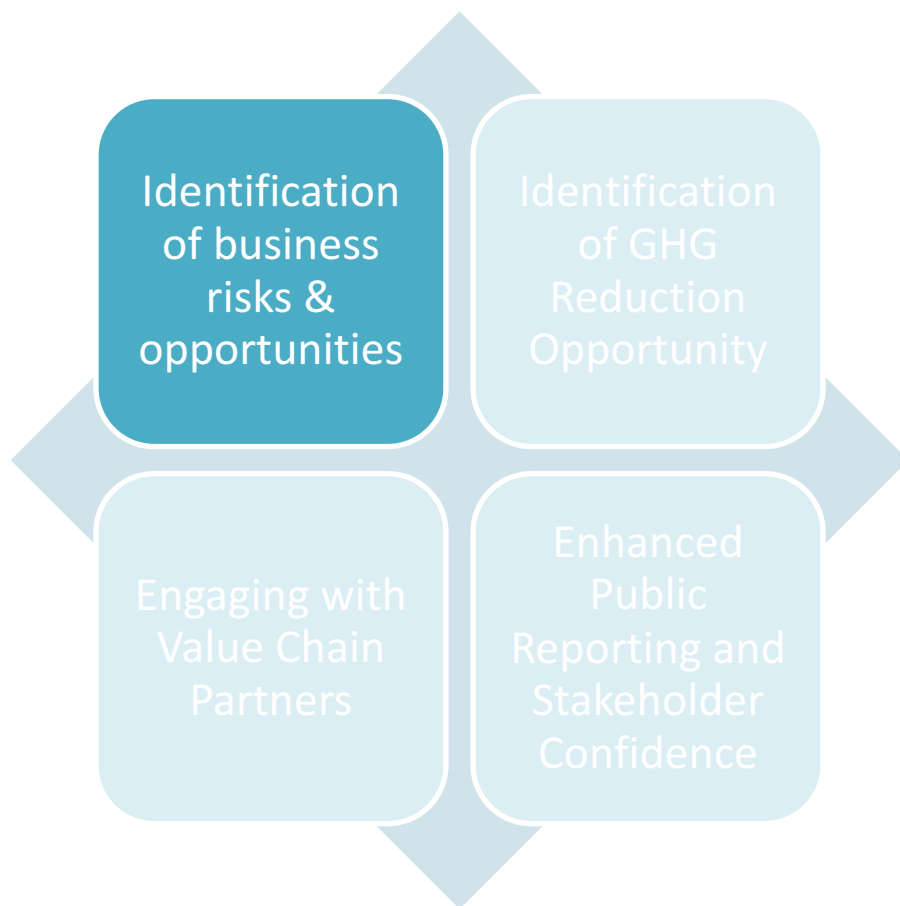 Identification
of business
risks &
opportunities
Identification
of GHG
Reduction
Opportunity
Engaging with
Value Chain
Partners
Enhanced
Public
Reporting and
Stakeholder
Confidence